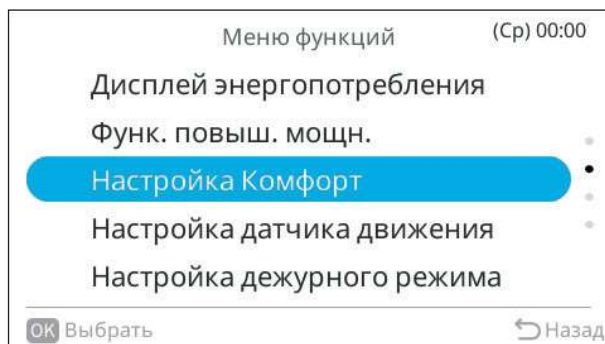 Меню функций (Ср) 00:00
Дисплей энергопотребления
Функ. повыш. мощн.
Настройка Комфорт
Настройка датчика движения
Настройка дежурного режима
OK Выбрать Назад